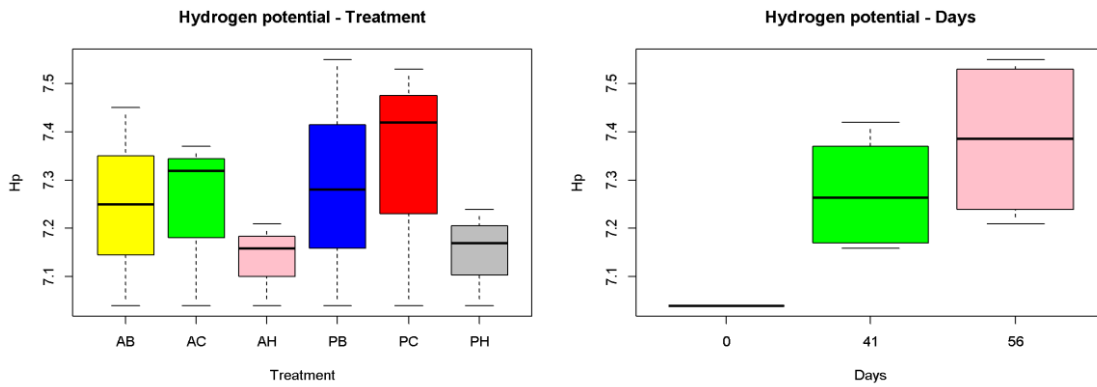 Hydrogen potential - Treatment
Hp
7.5
7.4
7.3
7.2
7.1
AB AC AH PB PC PH
Treatment
Hydrogen potential - Days
Hp
7.5
7.4
7.3
7.2
7.1
0 41 56
Days